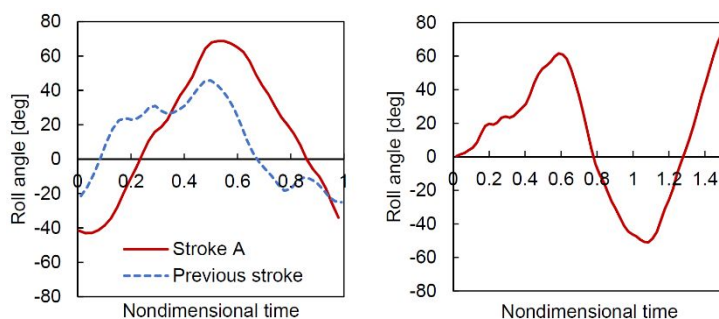 80
60
40
20
0
-20
-40
-60
-80
0 0.2 0.4 0.6 0.8 1
Roll angle [deg]
Nondimensional time
Stroke A
Previous stroke
80
60
40
20
0
-20
-40
-60
-80
0 0.2 0.4 0.6 0.8 1 1.2 1.4
Roll angle [deg]
Nondimensional time